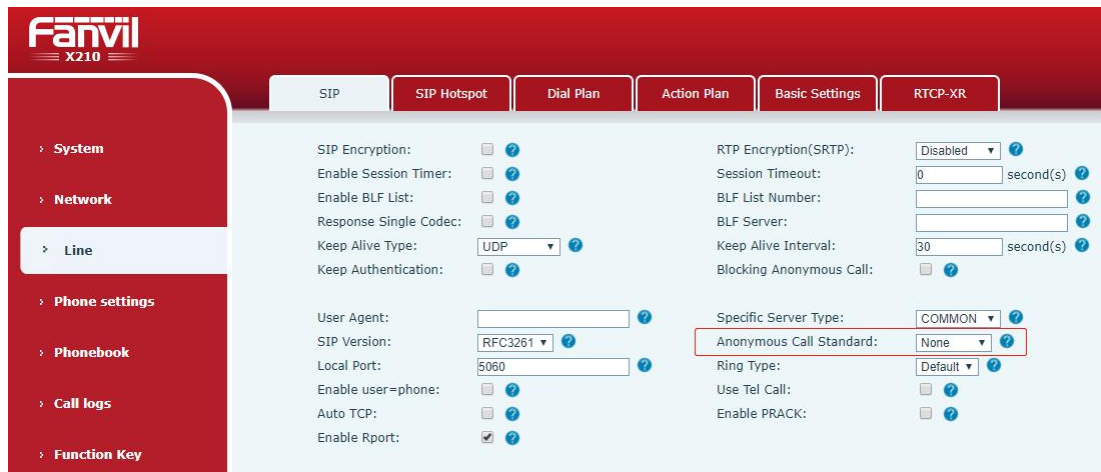 Fanvil
X210
SIP
SIP Hotspot
Dial Plan
Action Plan
Basic Settings
RTCP-XR
› System
› Network
› Line
› Phone settings
› Phonebook
› Call logs
› Function Key
SIP Encryption: ?
RTP Encryption(SRTP): Disabled ?
Enable Session Timer: ?
Session Timeout: 0 second(s) ?
Enable BLF List: ?
BLF List Number: ?
Response Single Codec: ?
BLF Server: ?
Keep Alive Type: UDP ?
Keep Alive Interval: 30 second(s) ?
Keep Authentication: ?
Blocking Anonymous Call: ?
User Agent: ?
Specific Server Type: COMMON ?
SIP Version: RFC3261 ?
Anonymous Call Standard: None ?
Local Port: 5060 ?
Ring Type: Default ?
Enable user=phone: ?
Use Tel Call: ?
Auto TCP: ?
Enable PRACK: ?
Enable Rport: ?